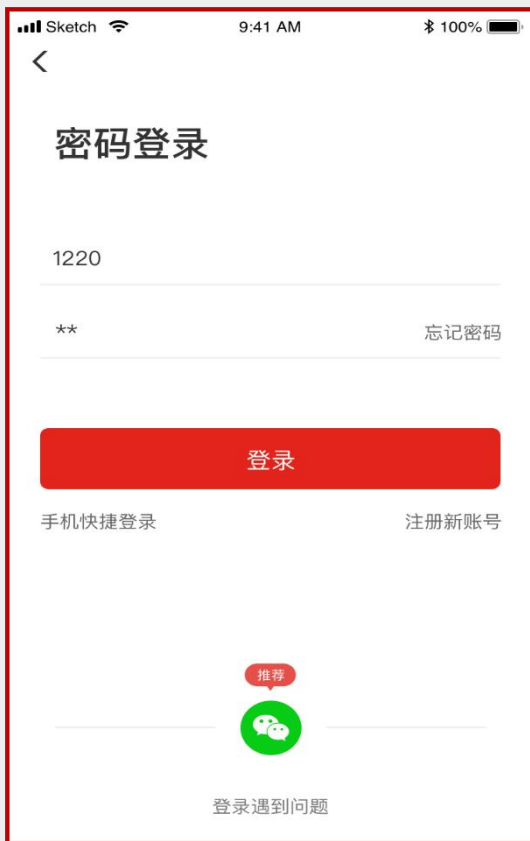 Sketch 9:41 AM 100%
密码登录
1220
** 忘记密码
登录
手机快捷登录 注册新账号
推荐
登录遇到问题